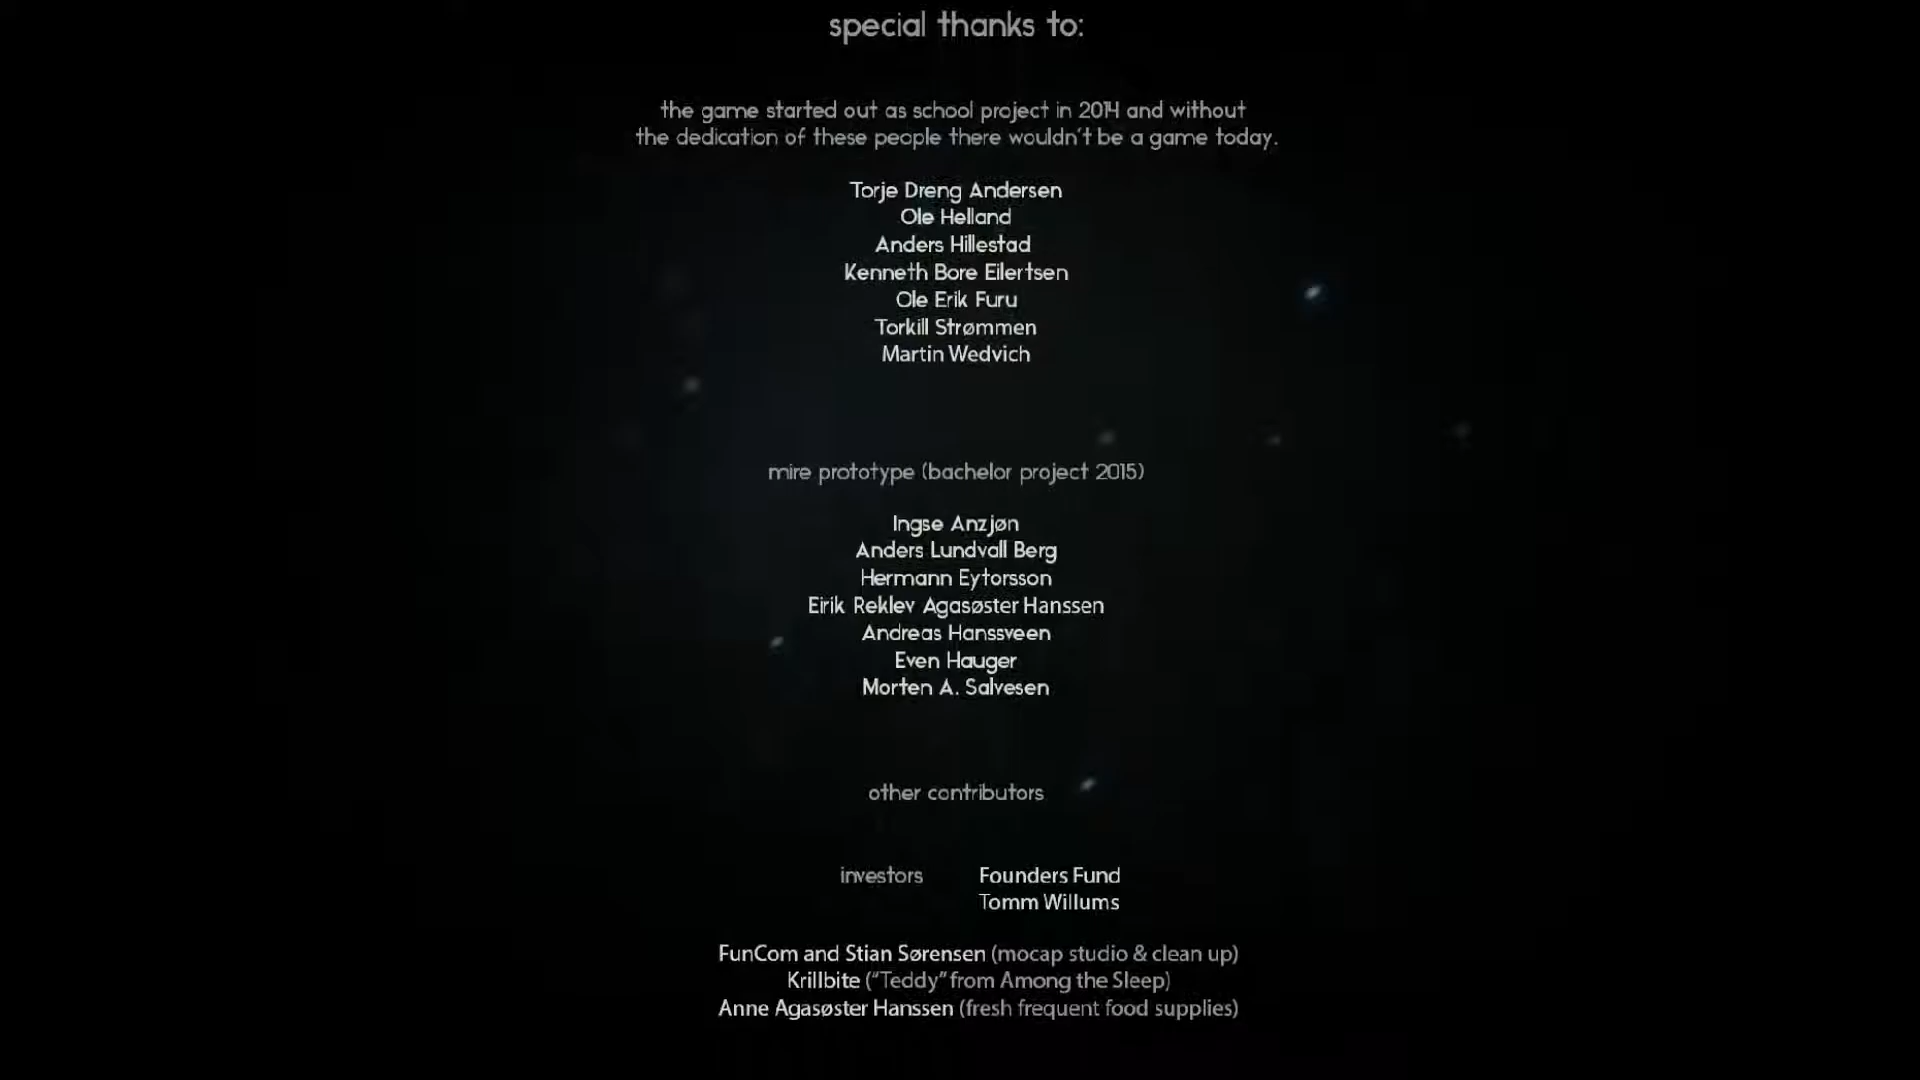 special thanks to:
the game started out as school project in 2014 and without
the dedication of these people there wouldn't be a game today.
Torje Dreng Andersen
Ole Helland
Anders Hillestad
Kenneth Bore Eilertsen
Ole Erik Furu
Torkill Strømmen
Martin Wedvich
mire prototype (bachelor project 2015)
Ingse Anzjøn
Anders Lundvall Berg
Hermann Eytorsson
Eirik Reklev Agasøster Hanssen
Andreas Hanssveen
Even Hauger
Morten A. Salvesen
other contributors
investors Founders Fund
Tomm Willums
FunCom and Stian Sørensen (mocap studio & clean up)
Krillbite ("Teddy" from Among the Sleep)
Anne Agasøster Hanssen (fresh frequent food supplies)